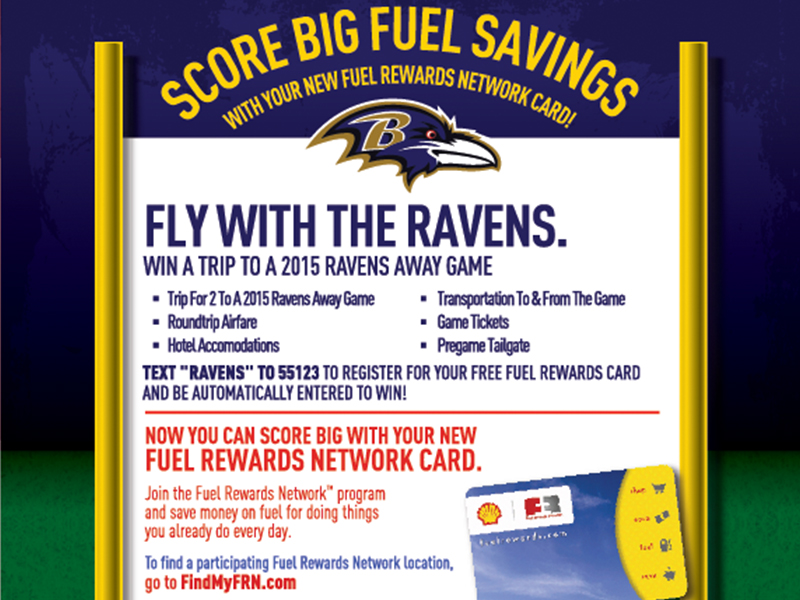 SCORE BIG FUEL SAVINGS
WITH YOUR NEW FUEL REWARDS NETWORK CARD!
B
FLY WITH THE RAVENS.
WIN A TRIP TO A 2015 RAVENS AWAY GAME
▪ Trip For 2 To A 2015 Ravens Away Game
▪ Roundtrip Airfare
▪ Hotel Accomodations
▪ Transportation To & From The Game
▪ Game Tickets
▪ Pregame Tailgate
TEXT "RAVENS" TO 55123 TO REGISTER FOR YOUR FREE FUEL REWARDS CARD
AND BE AUTOMATICALLY ENTERED TO WIN!
NOW YOU CAN SCORE BIG WITH YOUR NEW
FUEL REWARDS NETWORK CARD.
Join the Fuel Rewards Network™ program
and save money on fuel for doing things
you already do every day.
To find a participating Fuel Rewards Network location,
go to FindMyFRN.com
shop
fuel